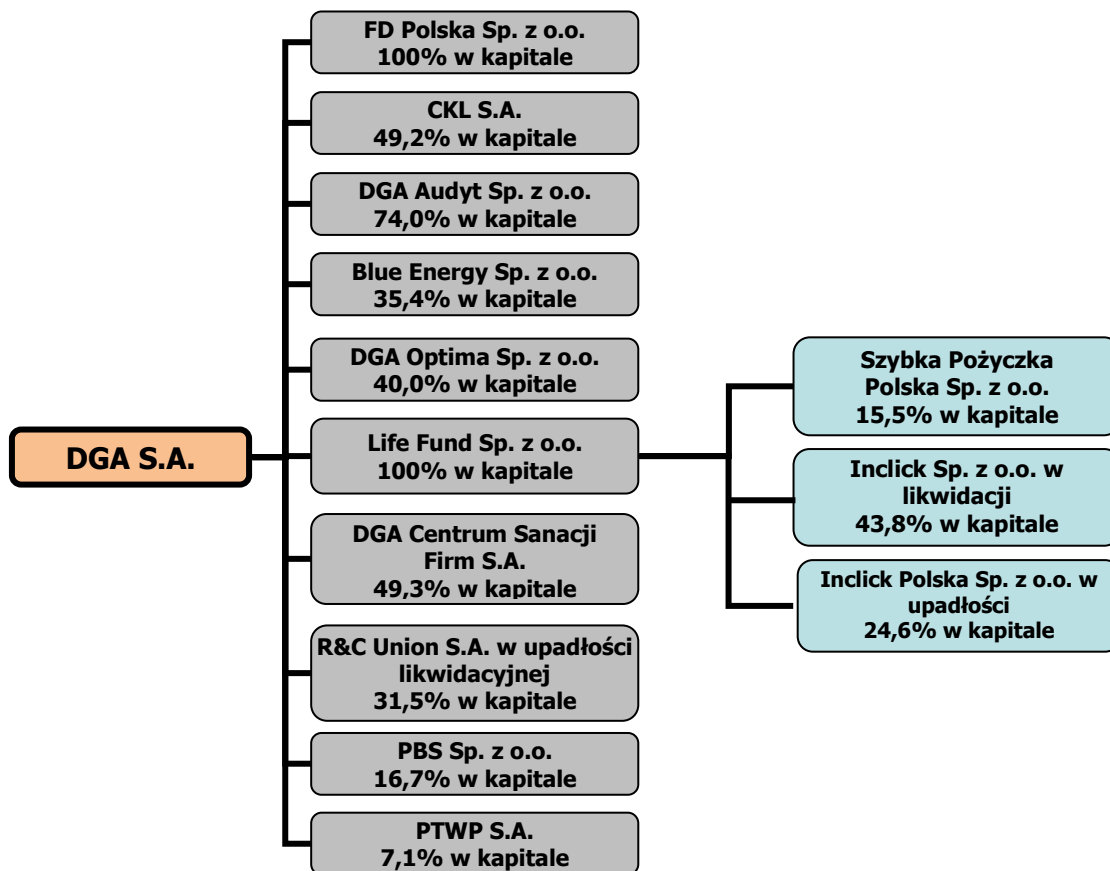 FD Polska Sp. z o.o.
100% w kapitale
CKL S.A.
49,2% w kapitale
DGA Audyt Sp. z o.o.
74,0% w kapitale
Blue Energy Sp. z o.o.
35,4% w kapitale
DGA Optima Sp. z o.o.
40,0% w kapitale
DGA S.A.
Life Fund Sp. z o.o.
100% w kapitale
DGA Centrum Sanacji
Firm S.A.
49,3% w kapitale
R&C Union S.A. w upadłości
likwidacyjnej
31,5% w kapitale
PBS Sp. z o.o.
16,7% w kapitale
PTWP S.A.
7,1% w kapitale
Szybka Pożyczka
Polska Sp. z o.o.
15,5% w kapitale
Inclick Sp. z o.o. w
likwidacji
43,8% w kapitale
Inclick Polska Sp. z o.o. w
upadłości
24,6% w kapitale